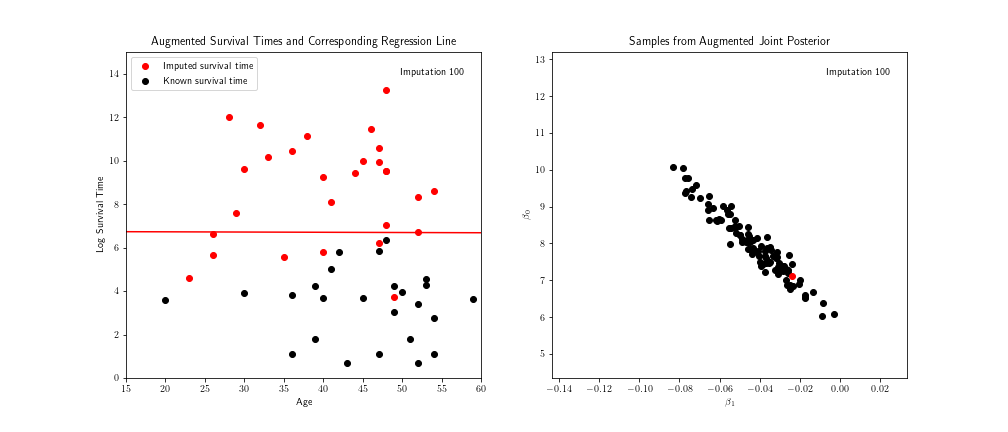 Augmented Survival Times and Corresponding Regression Line
Imputed survival time
Known survival time
Imputation 100
Log Survival Time
14
12
10
8
6
4
2
0
15 20 25 30 35 40 45 50 55 60
Age
Samples from Augmented Joint Posterior
Imputation 100
β0
13
12
11
10
9
8
7
6
5
−0.14 −0.12 −0.10 −0.08 −0.06 −0.04 −0.02 0.00 0.02
β1